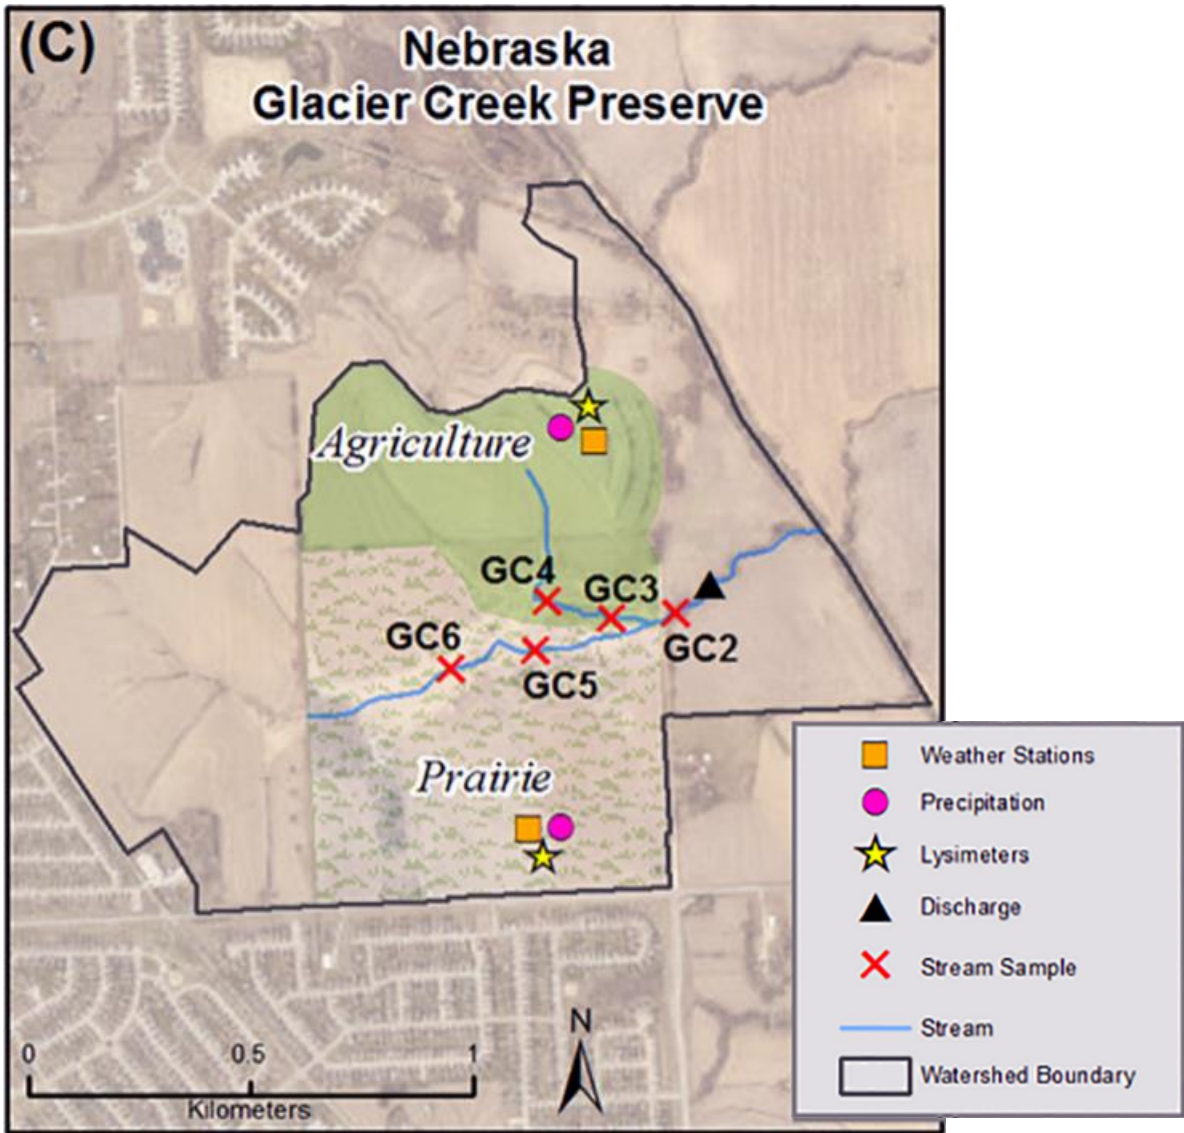 (C)
Nebraska
Glacier Creek Preserve
Agriculture
GC4
GC3
GC6
GC2
GC5
Prairie
Weather Stations
Precipitation
Lysimeters
Discharge
Stream Sample
Stream
Watershed Boundary
N
0 0.5 1
Kilometers